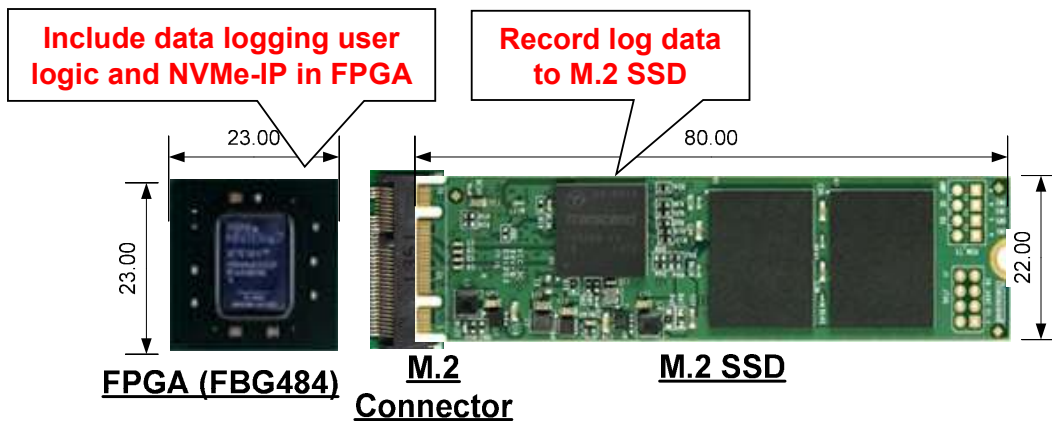 Include data logging user
logic and NVMe-IP in FPGA
Record log data
to M.2 SSD
23.00
80.00
23.00
22.00
FPGA (FBG484)
M.2
Connector
M.2 SSD